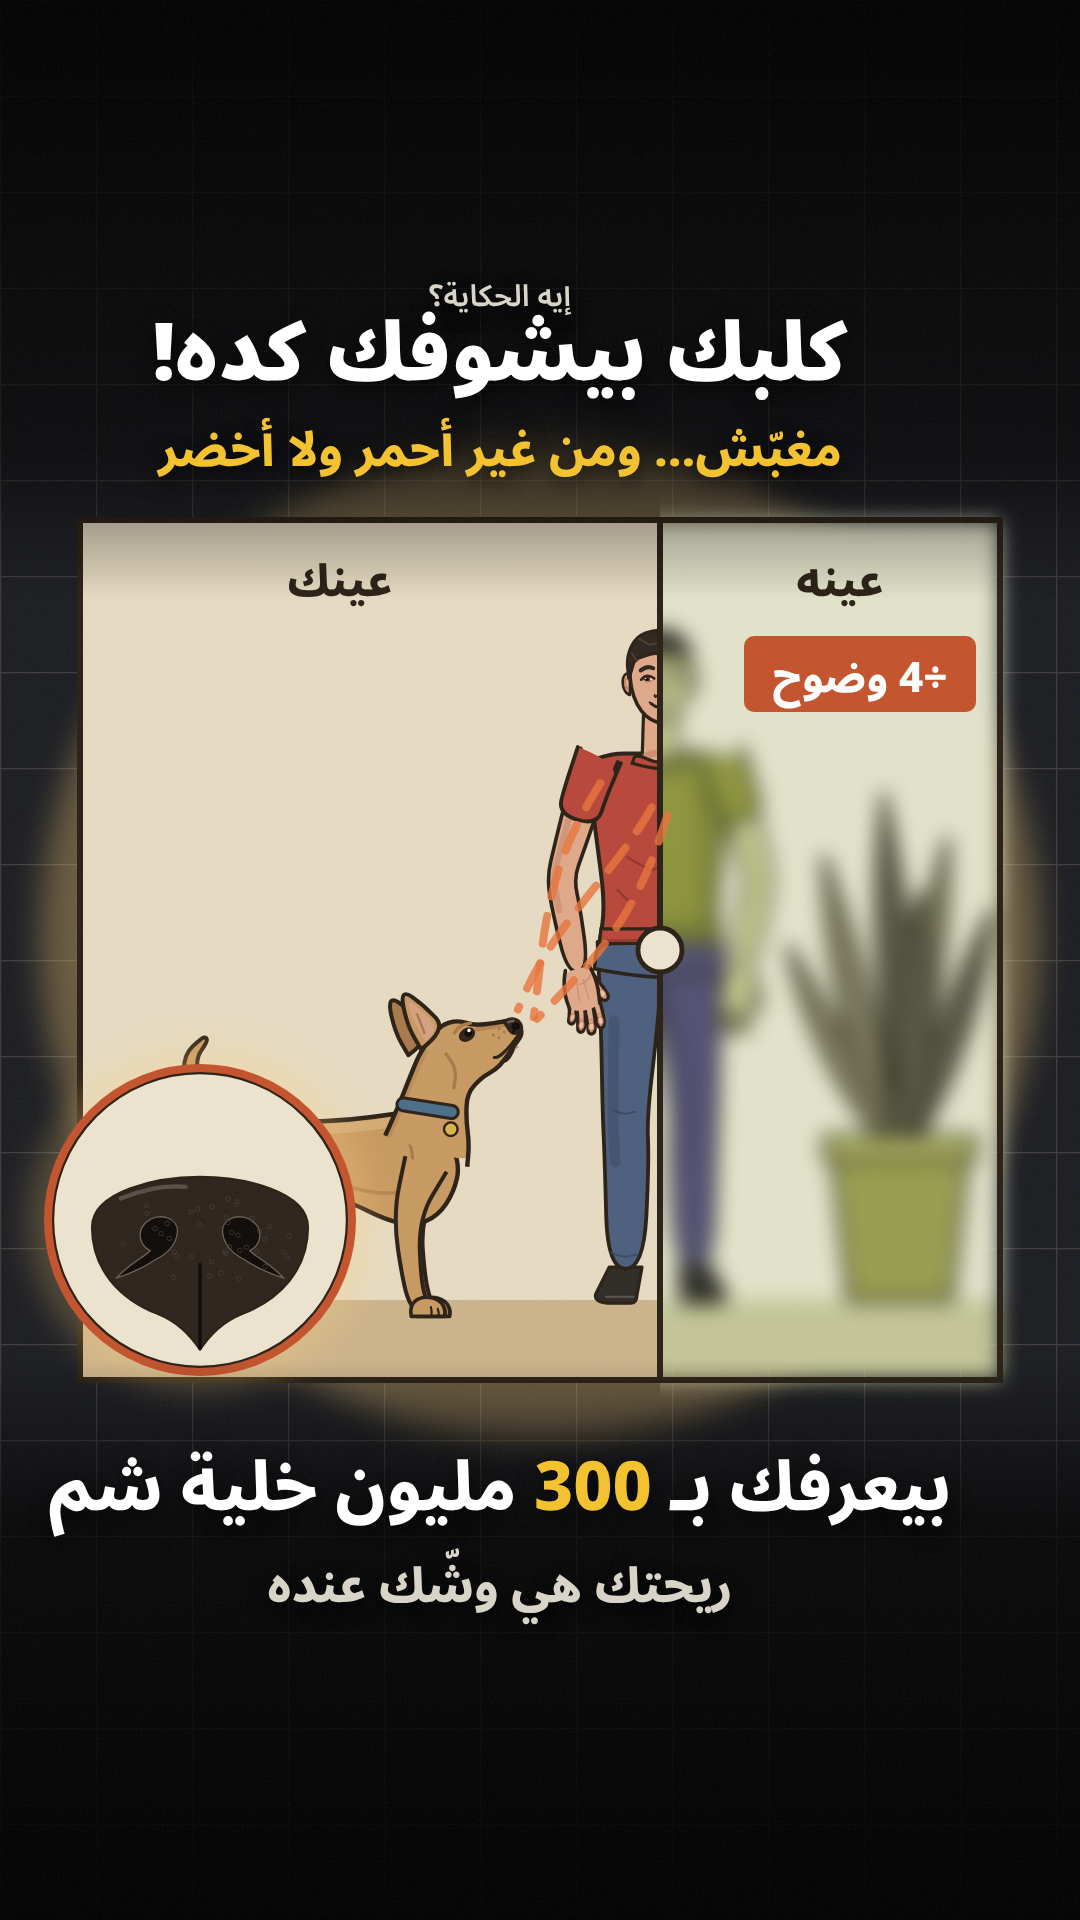 إيه الحكاية؟
كلبك بيشوفك كده!
مغبّش... ومن غير أحمر ولا أخضر
عينه
عينك
÷4 وضوح
بيعرفك بـ 300 مليون خلية شم
ريحتك هي وشّك عنده